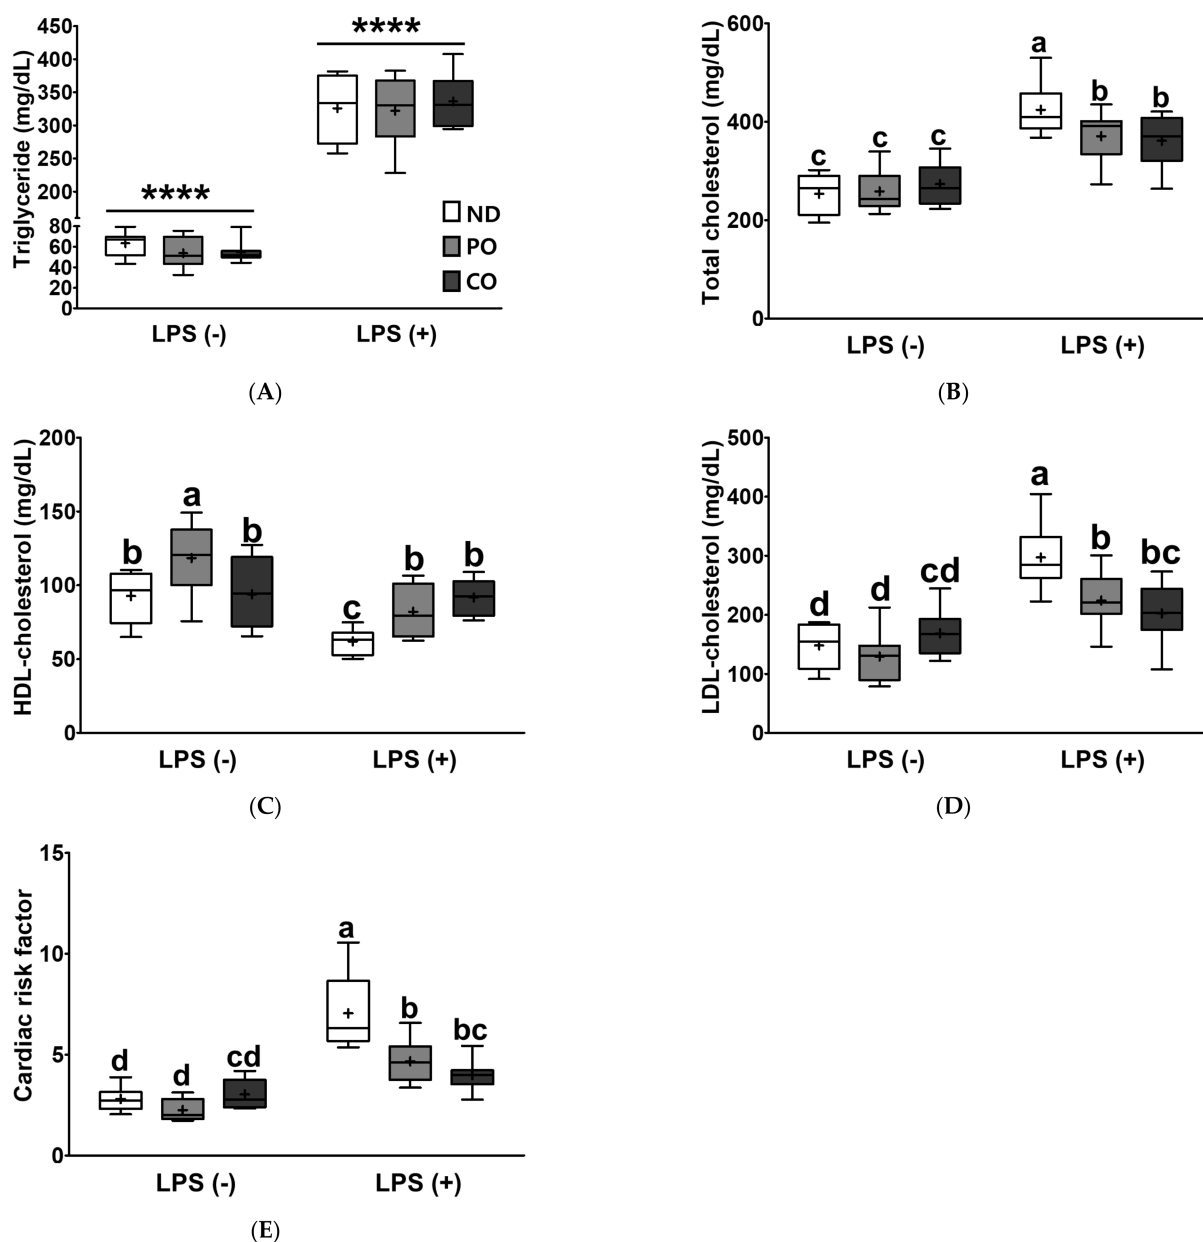 Triglyceride (mg/dL)
450
400
350
300
250
200
80
60
40
20
0
****
****
ND
PO
CO
LPS (-)
LPS (+)
(A)
Total cholesterol (mg/dL)
600
400
200
0
c
c
c
a
b
b
LPS (-)
LPS (+)
(B)
HDL-cholesterol (mg/dL)
200
150
100
50
0
b
a
b
c
b
b
LPS (-)
LPS (+)
(C)
LDL-cholesterol (mg/dL)
500
400
300
200
100
0
d
d
cd
a
b
bc
LPS (-)
LPS (+)
(D)
Cardiac risk factor
15
10
5
0
d
d
cd
a
b
bc
LPS (-)
LPS (+)
(E)